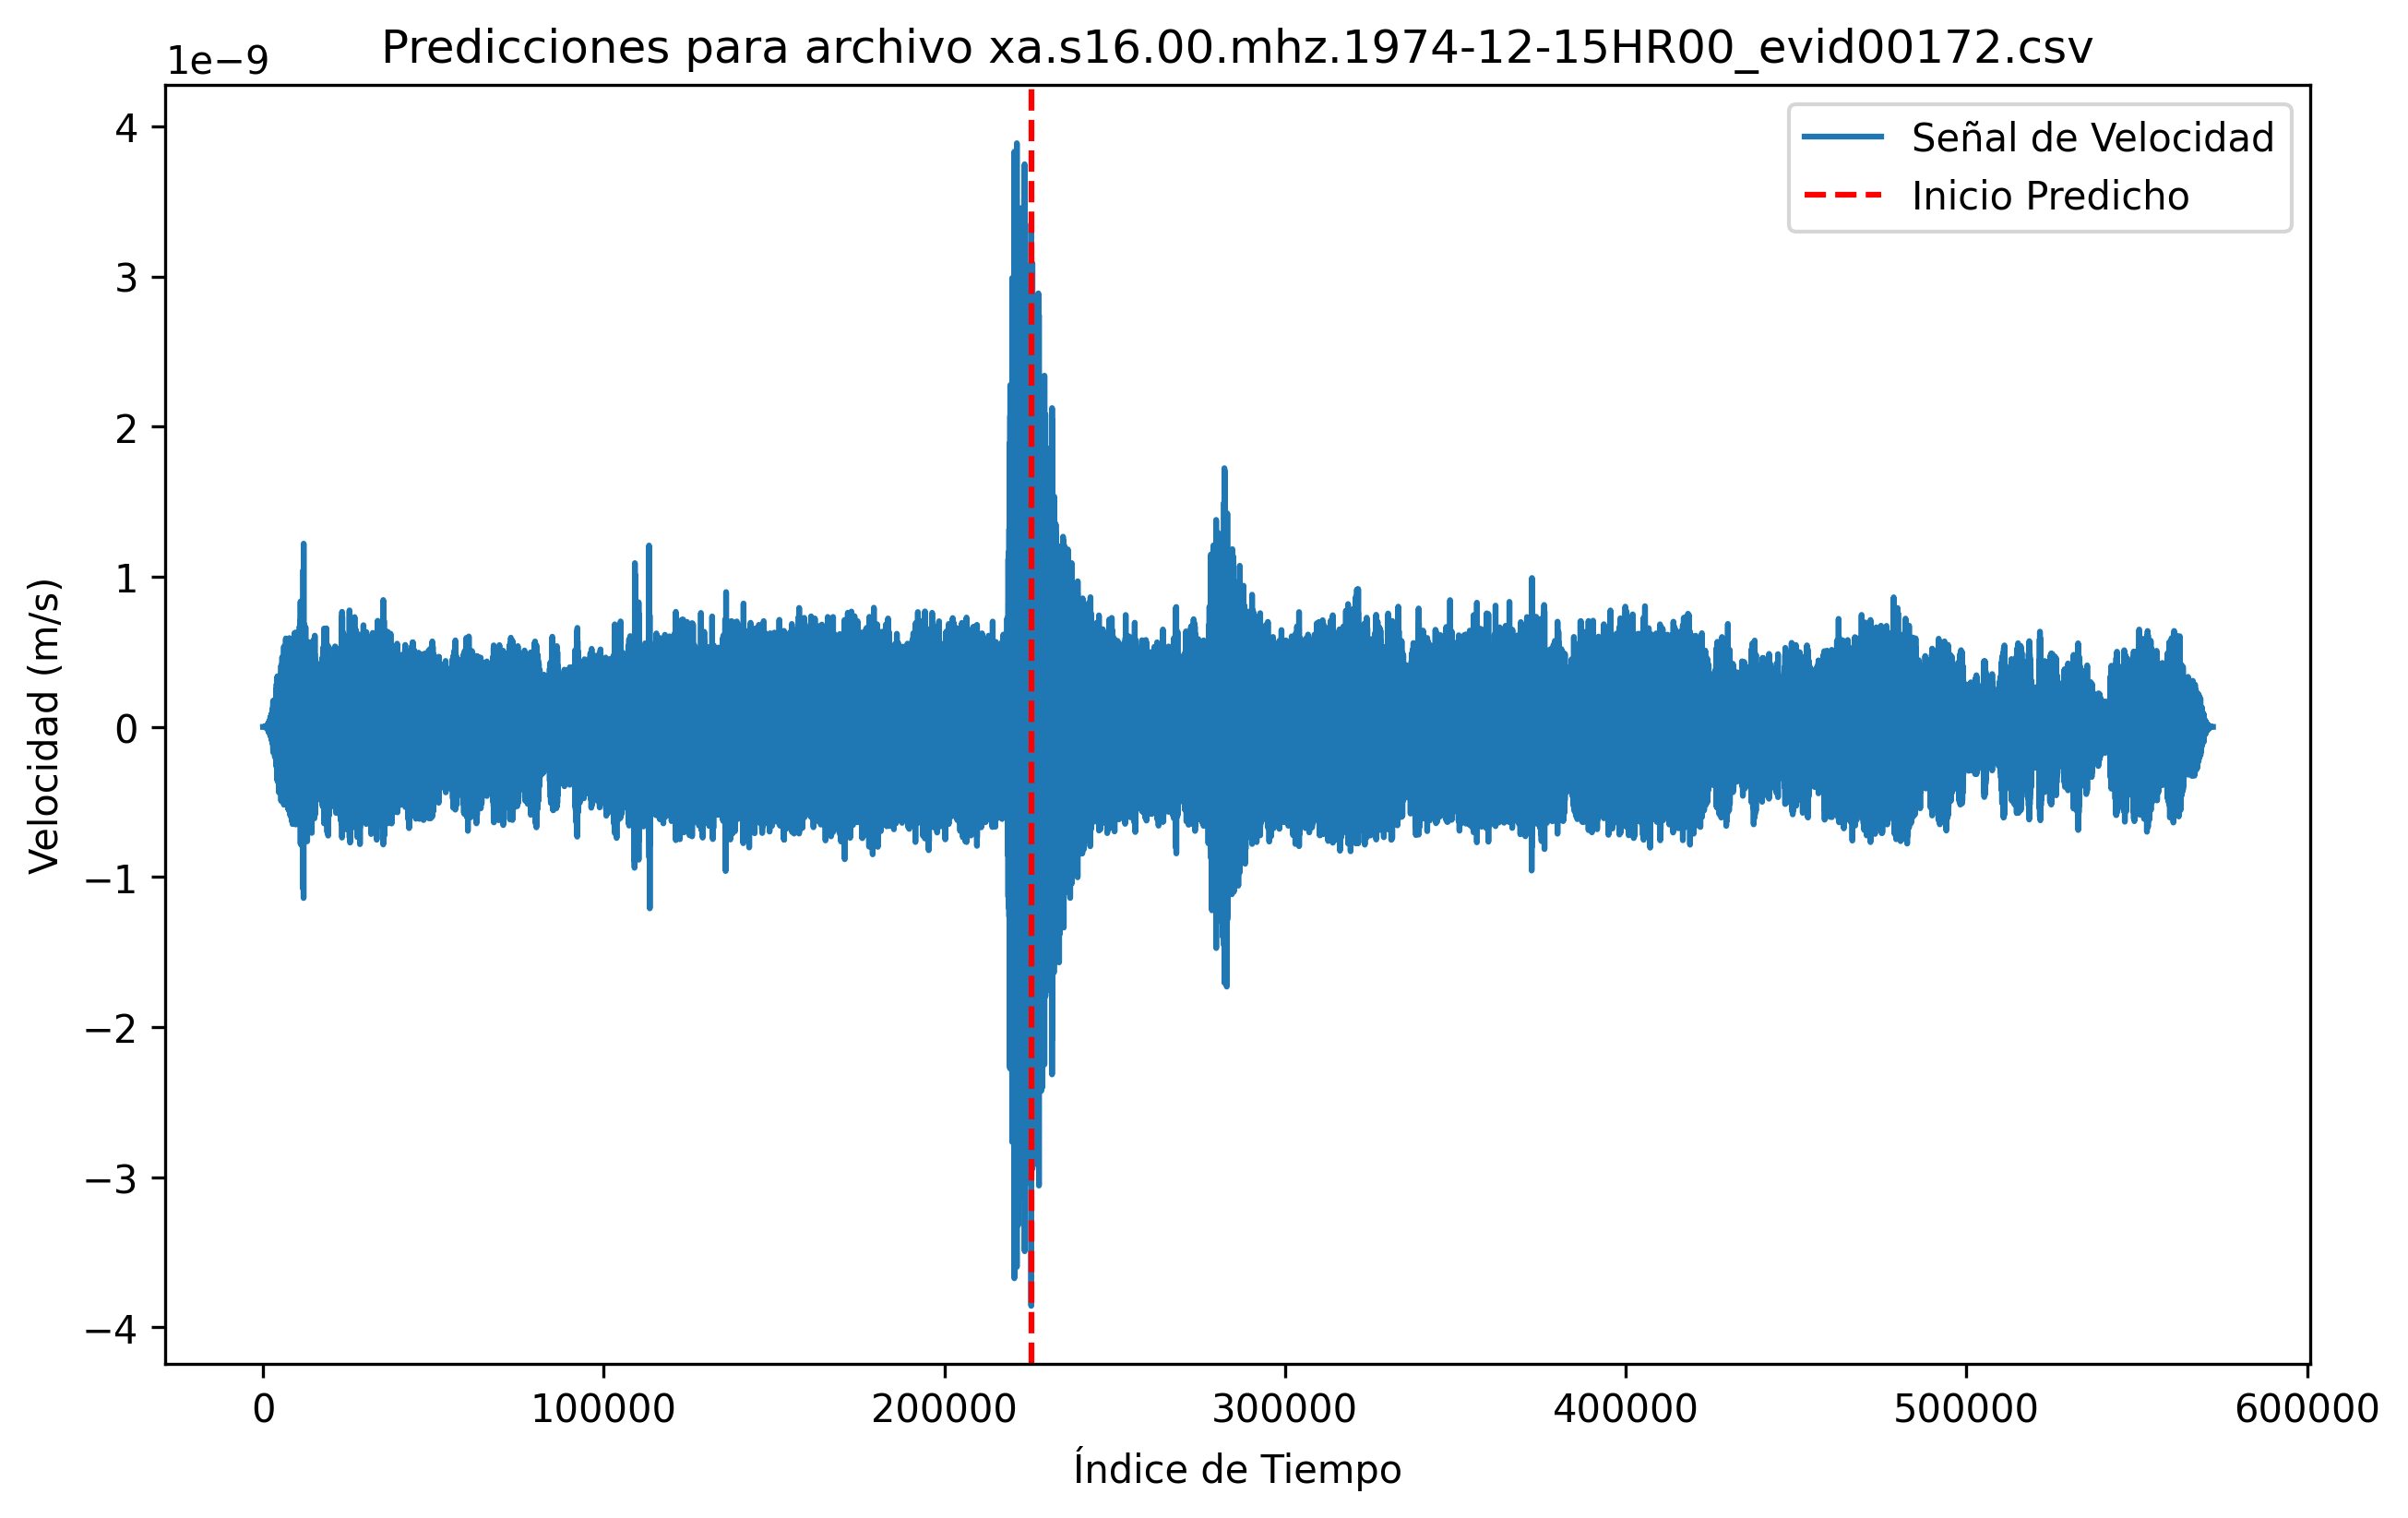 Predicciones para archivo xa.s16.00.mhz.1974-12-15HR00_evid00172.csv
1e−9
Señal de Velocidad
Inicio Predicho
4
3
2
1
0
−1
−2
−3
−4
Velocidad (m/s)
0 100000 200000 300000 400000 500000 600000
Índice de Tiempo